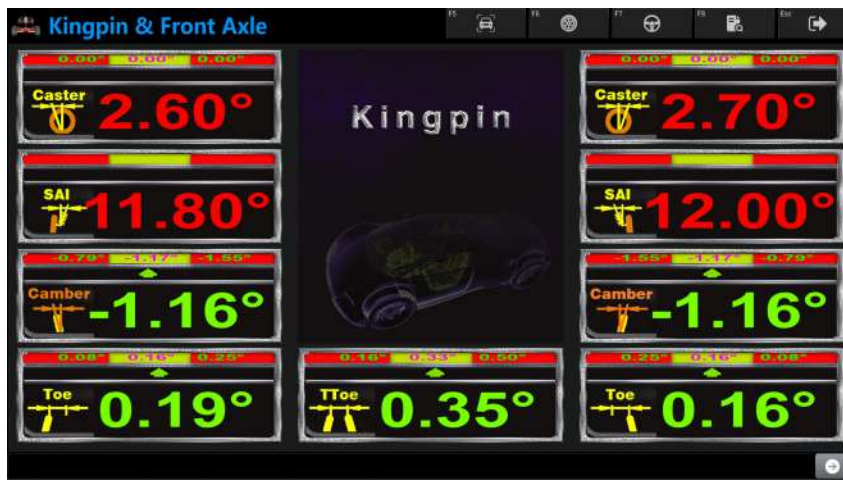 Kingpin & Front Axle
F5
F6
F7
F9
Esc
0.00° 0.00° 0.00°
Caster
2.60°
Kingpin
0.00° 0.00° 0.00°
Caster
2.70°
SAI
11.80°
SAI
12.00°
-0.79° -1.17° -1.55°
Camber
-1.16°
-1.55° -1.17° -0.79°
Camber
-1.16°
0.08° 0.16° 0.25°
Toe
0.19°
0.16° 0.33° 0.50°
TToe
0.35°
0.25° 0.16° 0.08°
Toe
0.16°